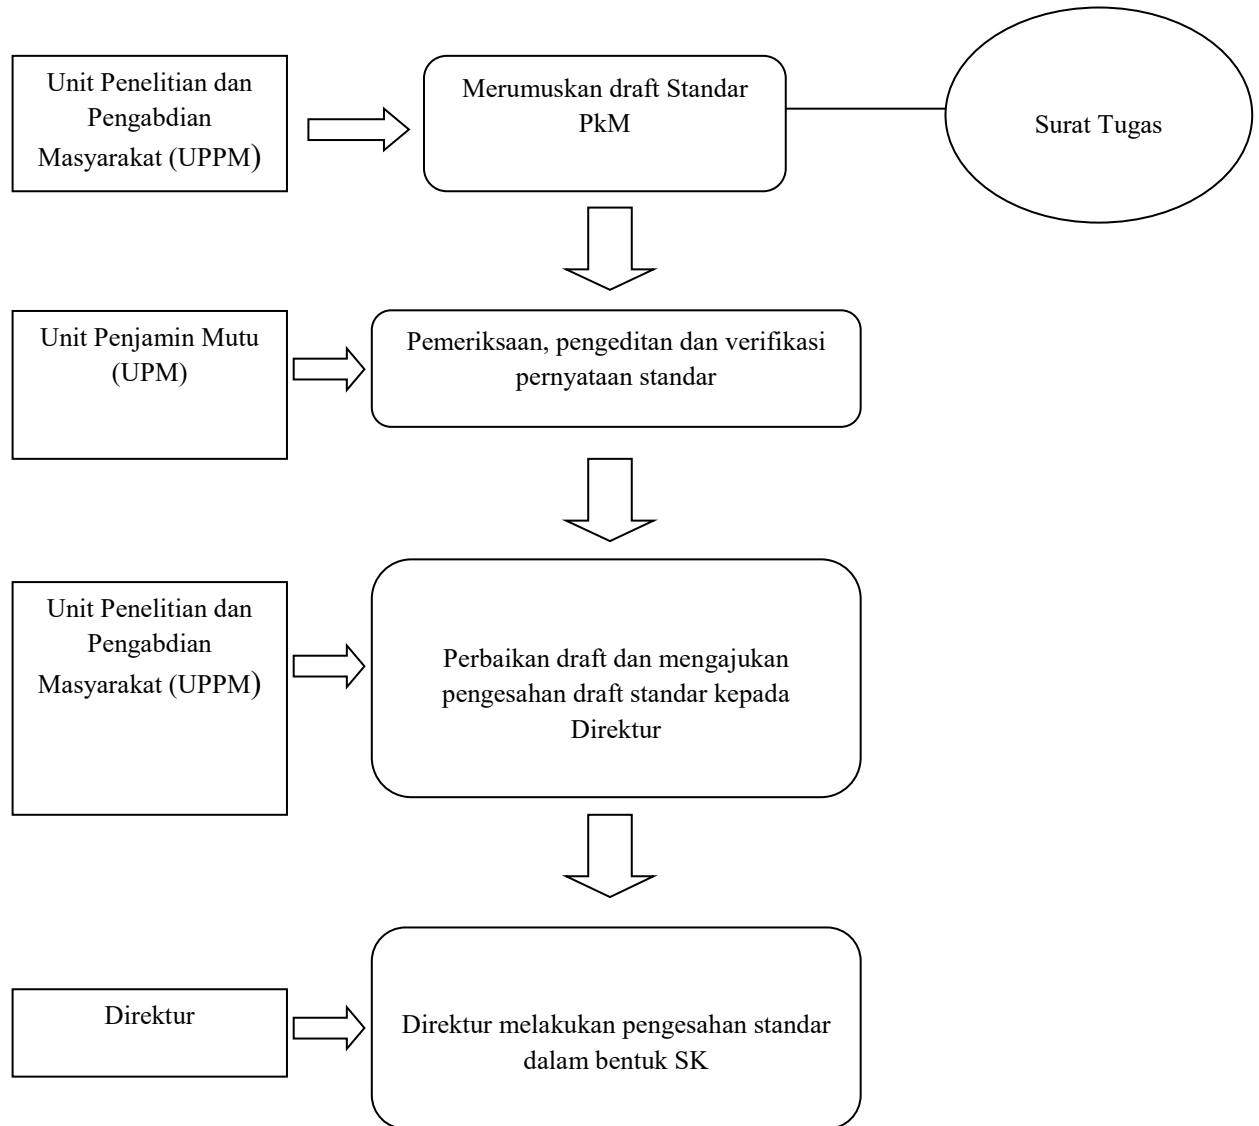 Unit Penelitian dan
Pengabdian
Masyarakat (UPPM)
Merumuskan draft Standar
PkM
Surat Tugas
Unit Penjamin Mutu
(UPM)
Pemeriksaan, pengeditan dan verifikasi
pernyataan standar
Unit Penelitian dan
Pengabdian
Masyarakat (UPPM)
Perbaikan draft dan mengajukan
pengesahan draft standar kepada
Direktur
Direktur
Direktur melakukan pengesahan standar
dalam bentuk SK